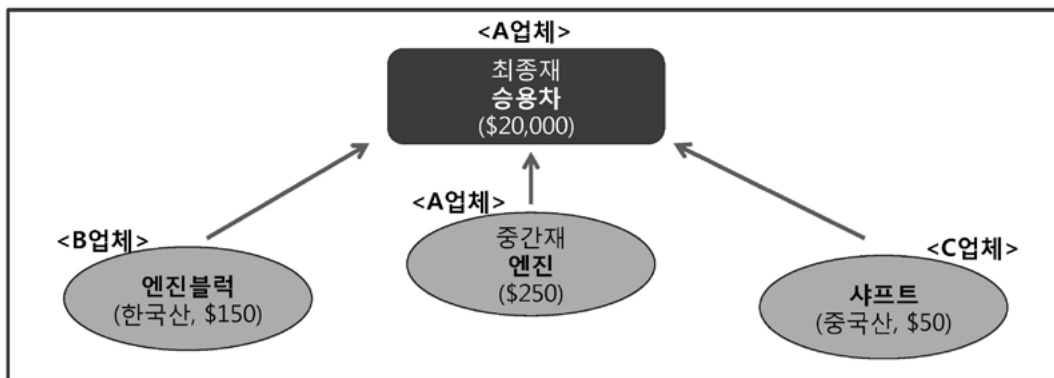 <A업체>
최종재
승용차
($20,000)
<B업체>
엔진블럭
(한국산, $150)
<A업체>
중간재
엔진
($250)
<C업체>
샤프트
(중국산, $50)